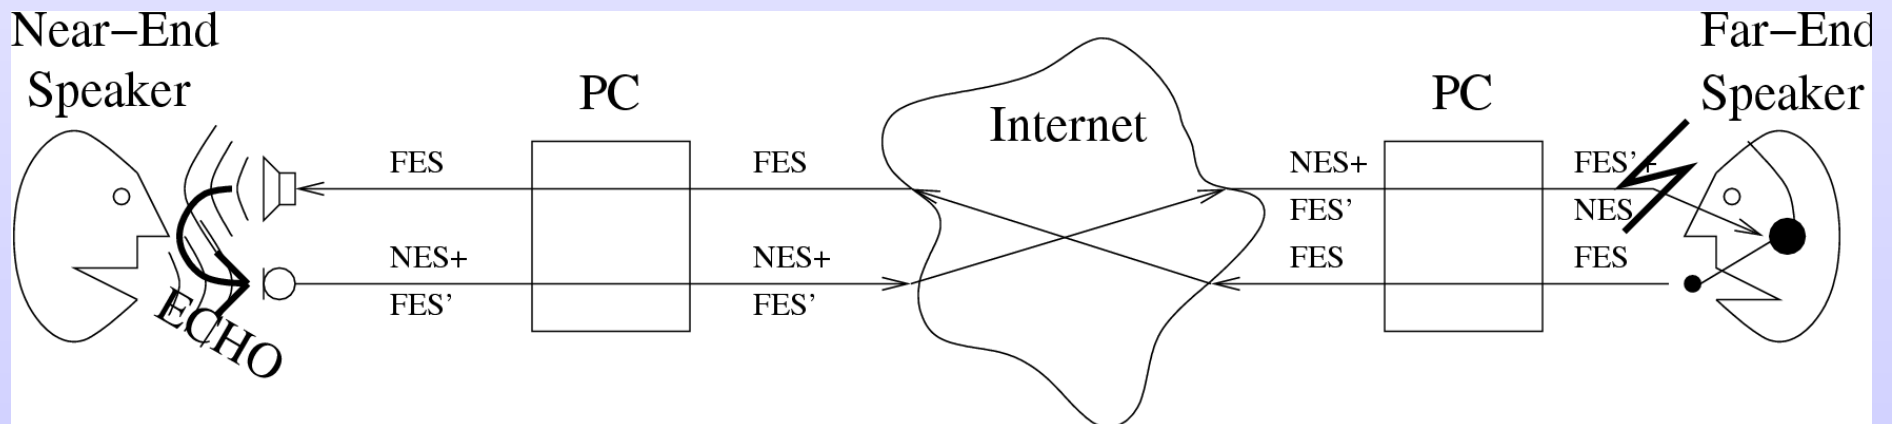 Near−End
Speaker
PC
Internet
PC
Far−End
Speaker
FES
FES
NES+
FES'
FES'+
NES
NES+
FES'
NES+
FES'
FES
FES
ECHO